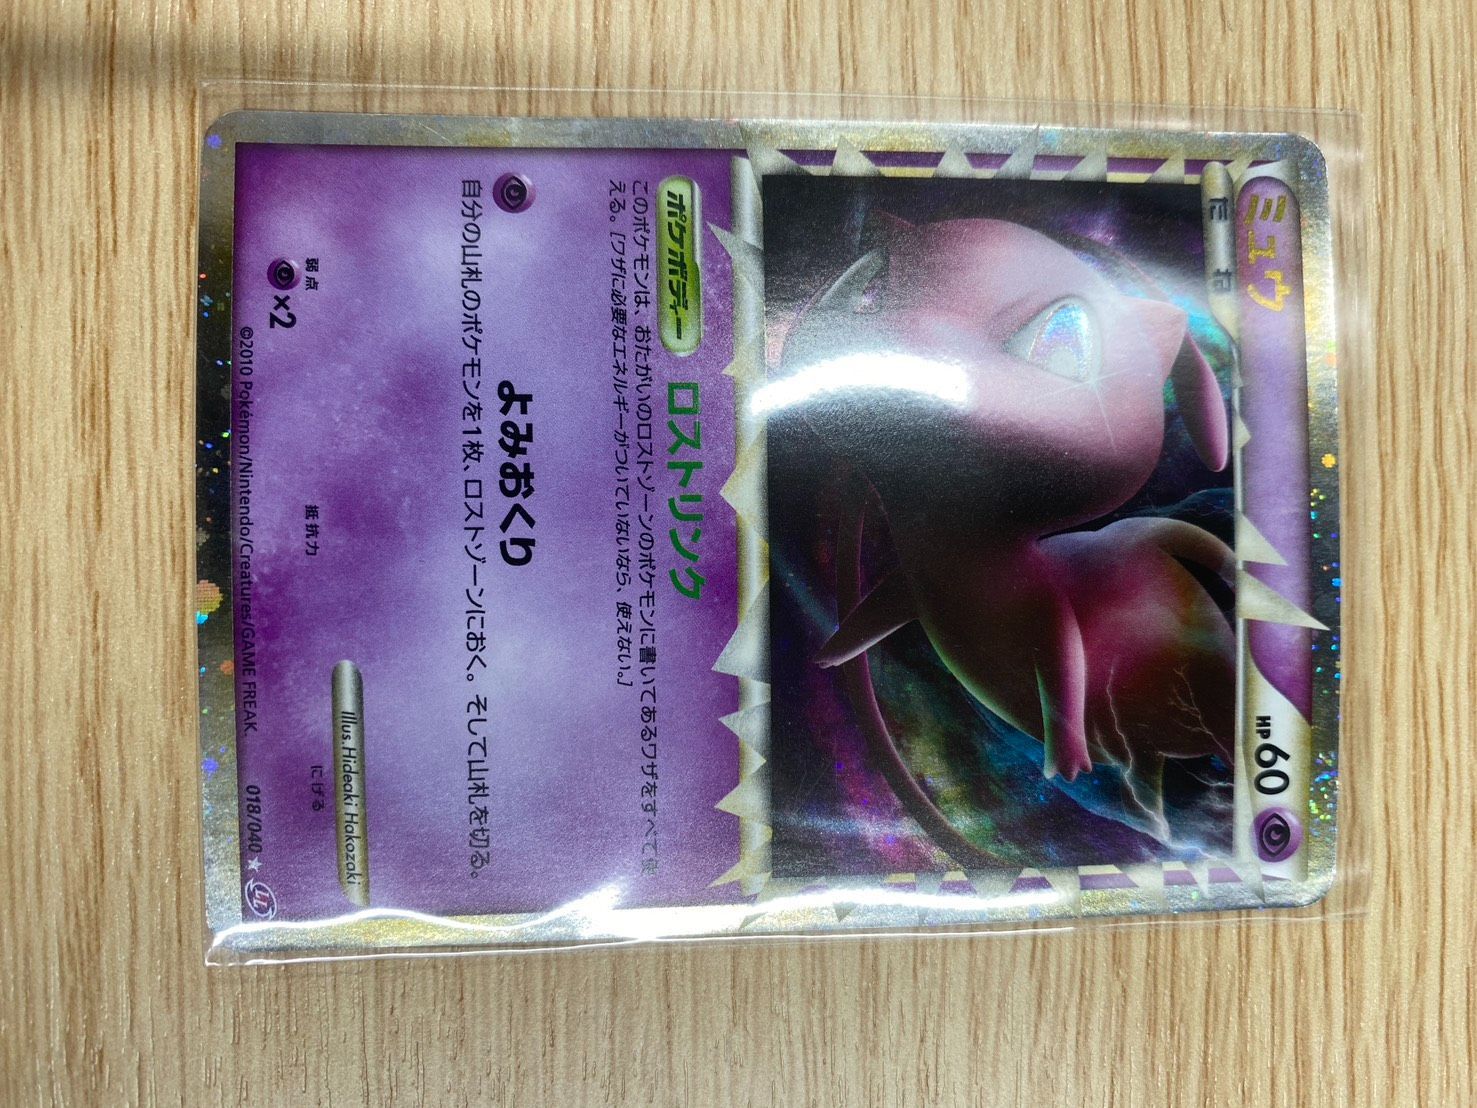 ミュウ
たね
HP60
ポケボディー ロストリンク
このポケモンは、おたがいのロストゾーンのポケモンに書いてあるワザをすべて使
える。[ワザに必要なエネルギーがついていないなら、使えない。]
よみおくり
自分の山札のポケモンを1枚、ロストゾーンにおく。そして山札を切る。
弱点 抵抗力 にげる
×2
Illus.Hideaki Hakozaki
©2010 Pokémon/Nintendo/Creatures/GAME FREAK. 018/040 ★ LL